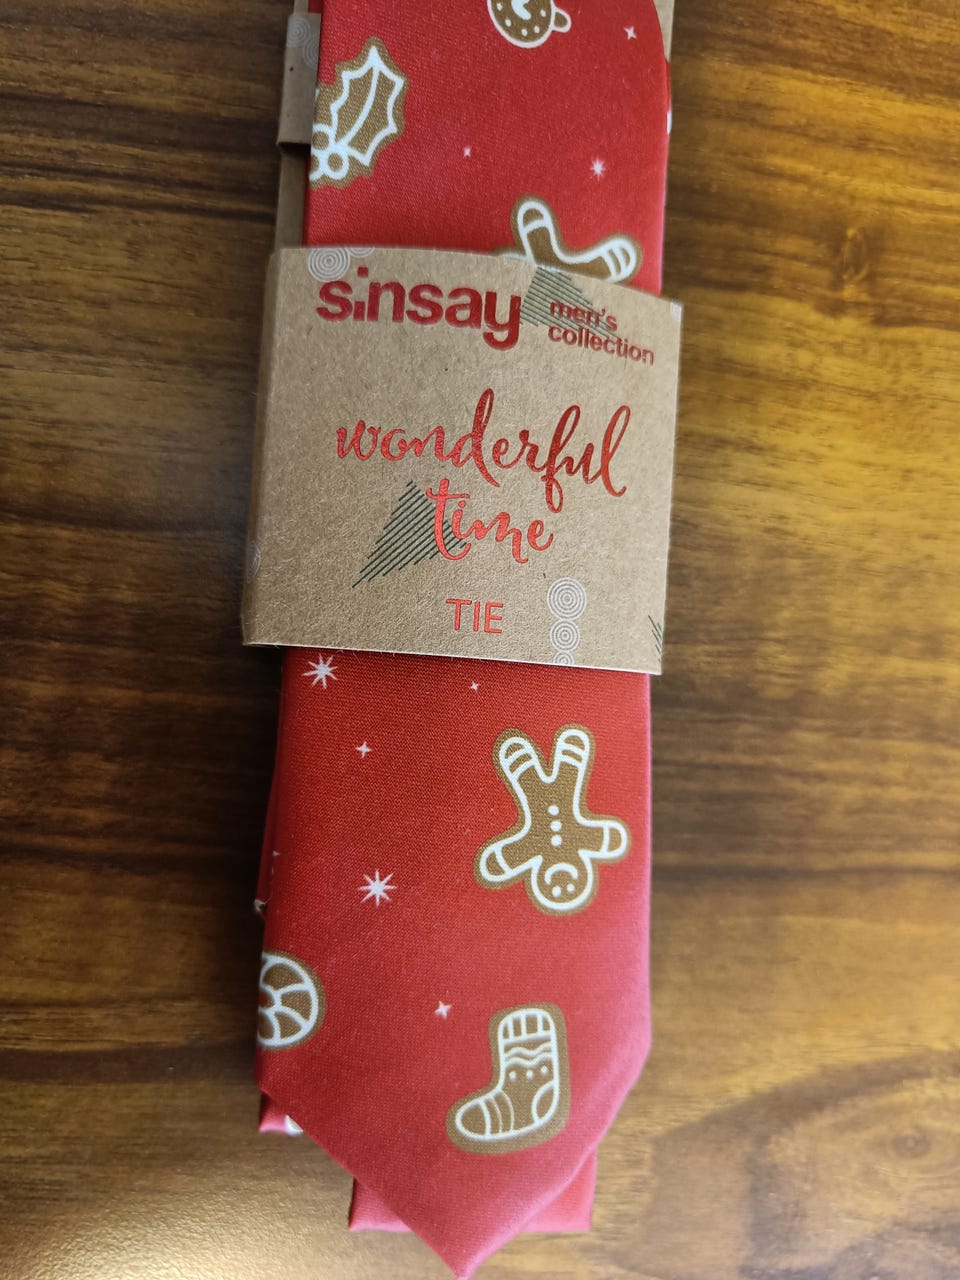 sinsay
men's
collection
wonderful
time
TIE